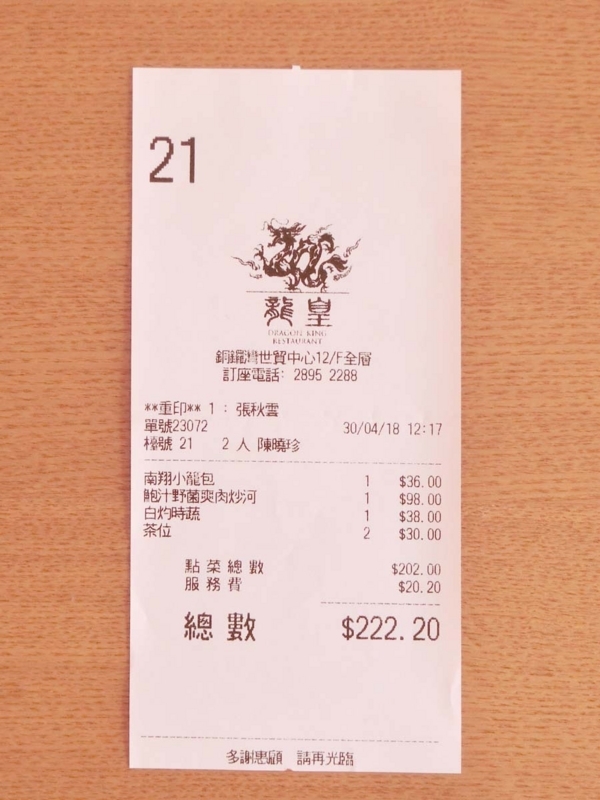 21
龍皇
DRAGON KING
RESTAURANT
銅鑼灣世貿中心12/F全層
訂座電話: 2895 2288
**重印** 1 : 張秋雲
單號23072 30/04/18 12:17
檯號 21 2 人 陳曉珍
南翔小籠包 1 $36.00
鮑汁野菌爽肉炒河 1 $98.00
白灼時蔬 1 $38.00
茶位 2 $30.00
點菜總數 $202.00
服務費 $20.20
總數 $222.20
多謝惠顧 請再光臨